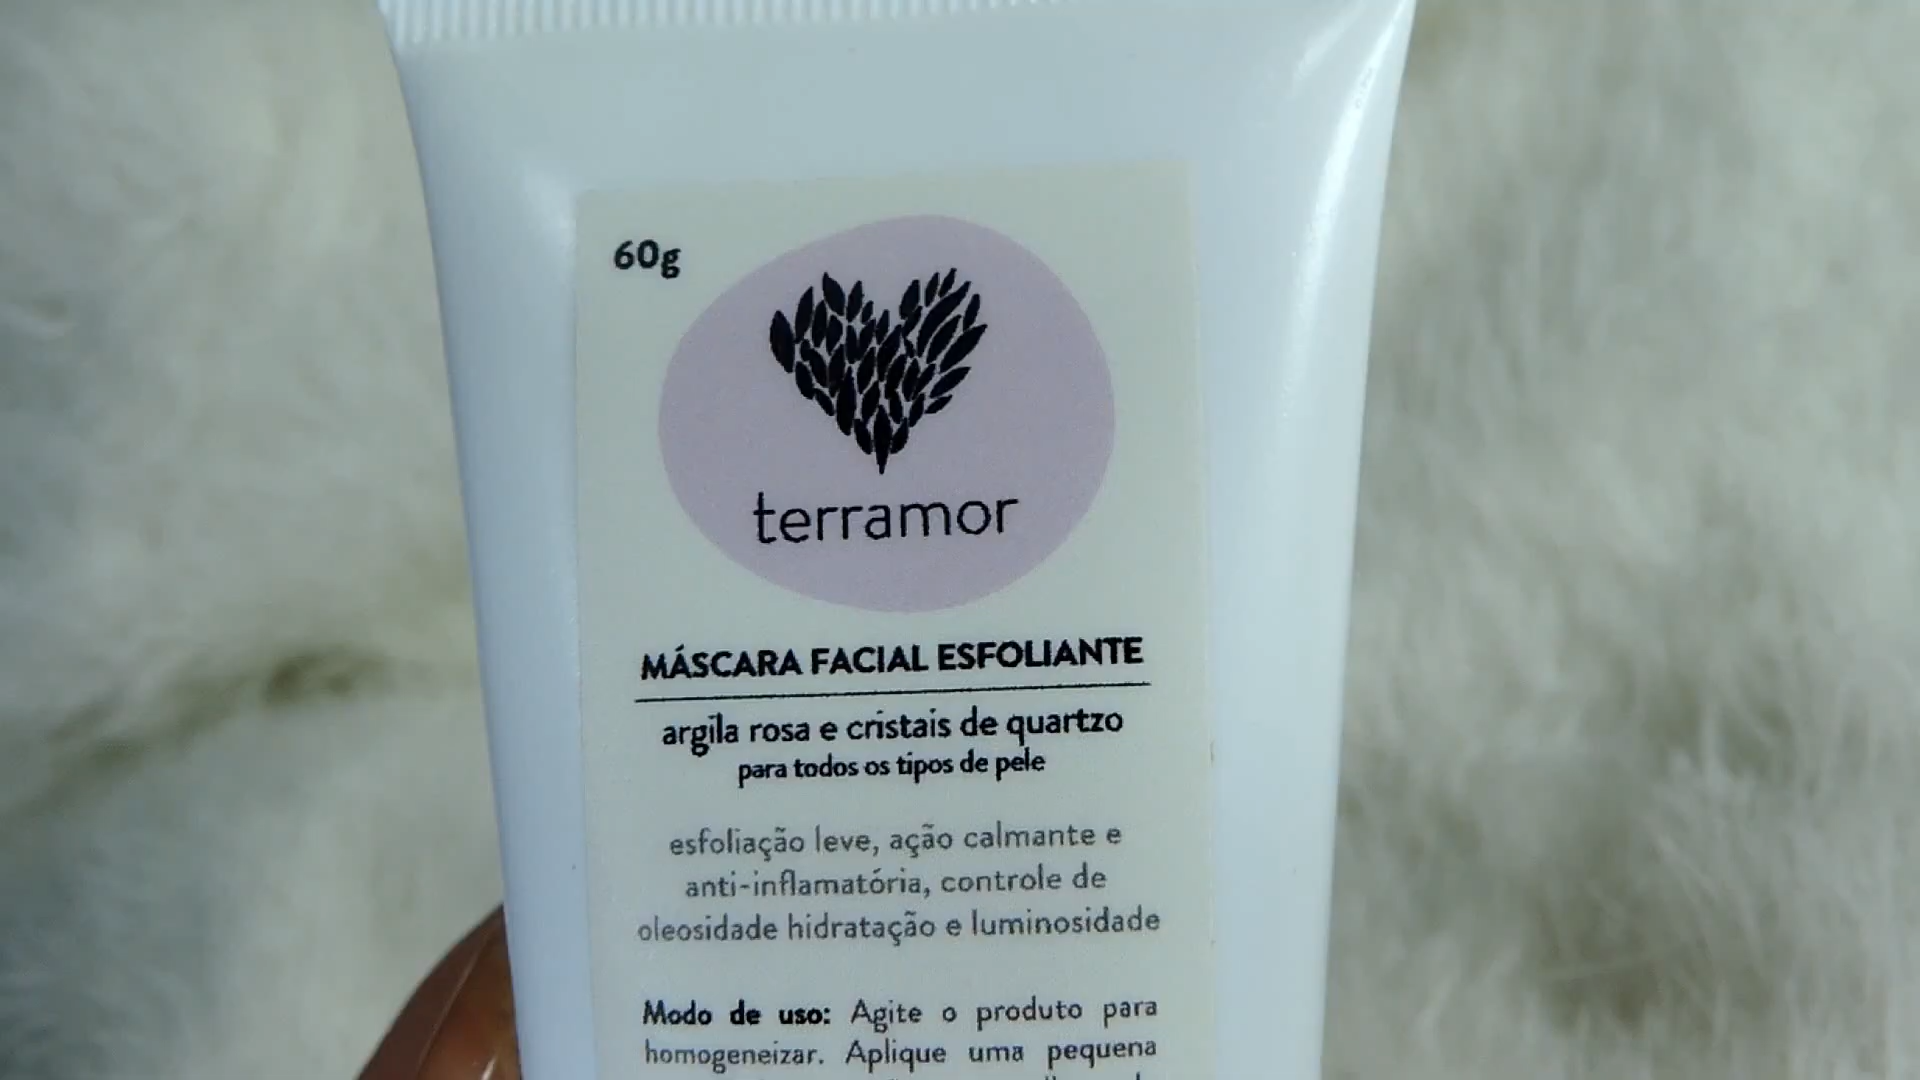 60g
terramor
MÁSCARA FACIAL ESFOLIANTE
argila rosa e cristais de quartzo
para todos os tipos de pele
esfoliação leve, ação calmante e
anti-inflamatória, controle de
oleosidade hidratação e luminosidade
Modo de uso: Agite o produto para
homogeneizar. Aplique uma pequena